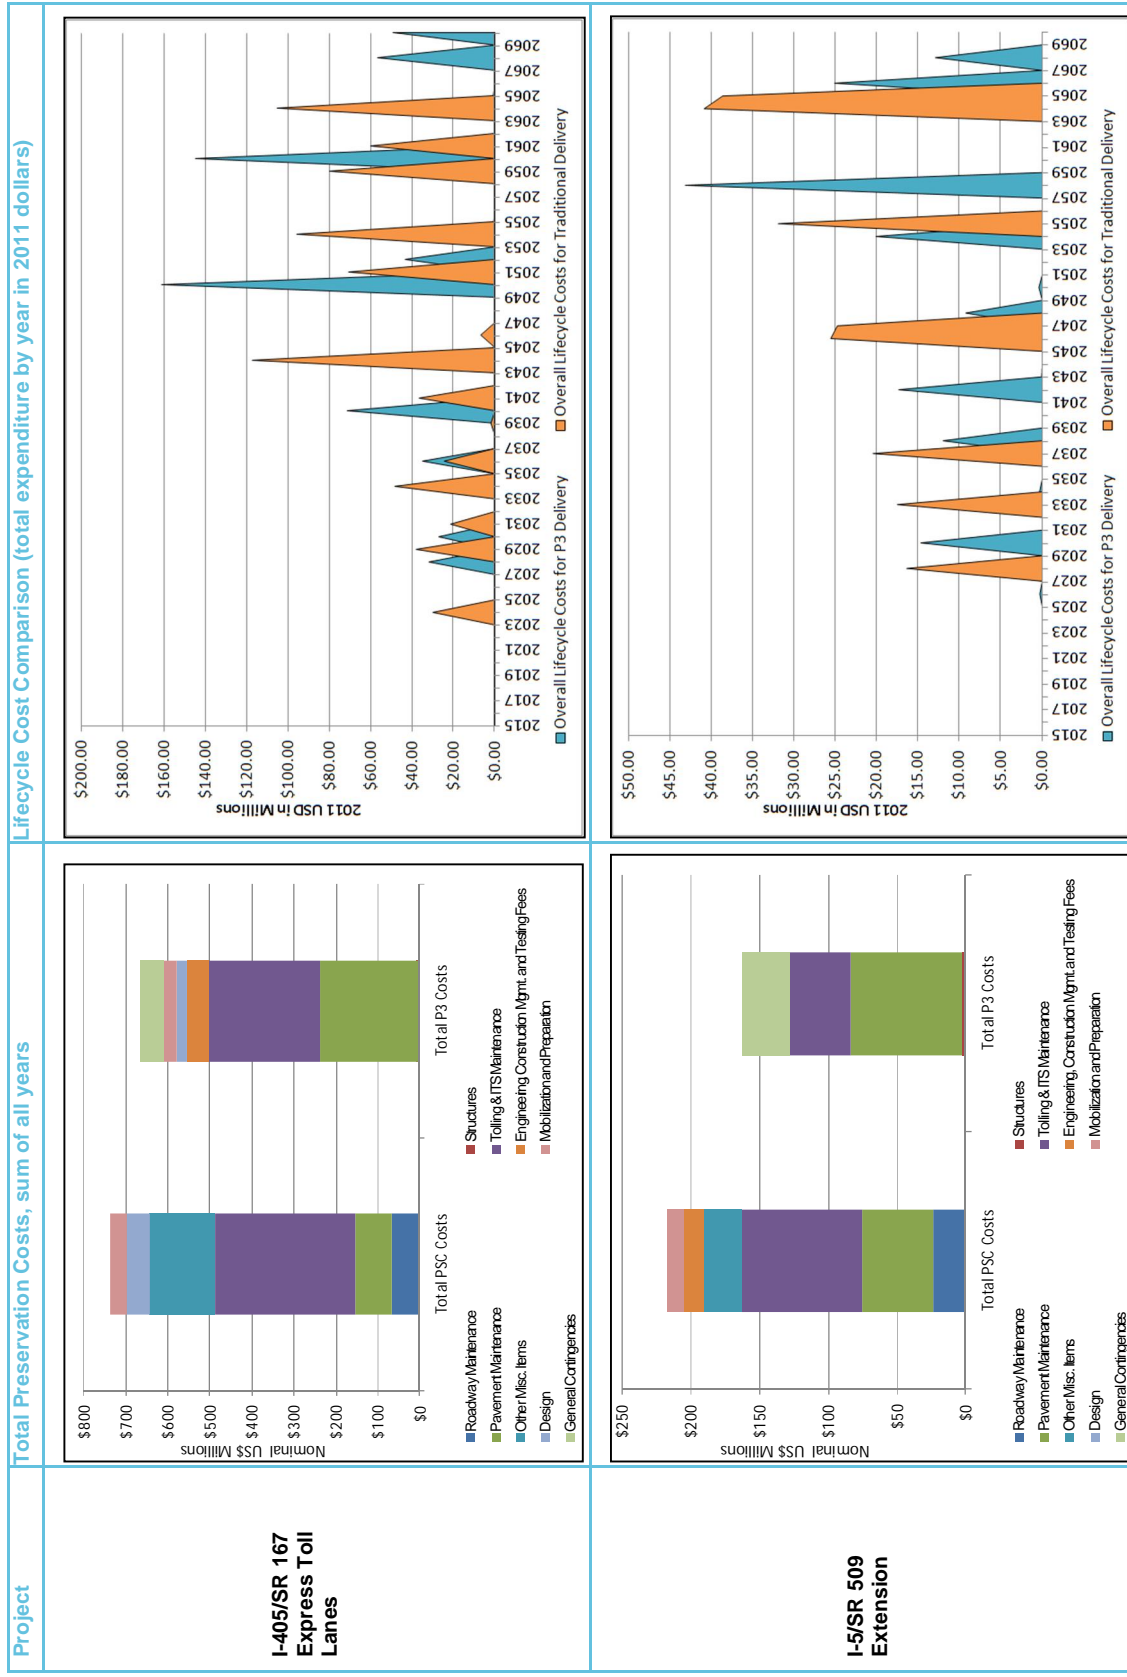 Project
Total Preservation Costs, sum of all years
Lifecycle Cost Comparison (total expenditure by year in 2011 dollars)
I-405/SR 167
Express Toll
Lanes
Nominal US$ Millions
$800
$700
$600
$500
$400
$300
$200
$100
$0
Total PSC Costs
Total P3 Costs
Roadway Maintenance
Structures
Pavement Maintenance
Tolling & ITS Maintenance
Other Misc. Items
Engineering, Construction Mgmt. and Testing Fees
Design
Mobilization and Preparation
General Contingencies
2011 USD in Millions
$200.00
$180.00
$160.00
$140.00
$120.00
$100.00
$80.00
$60.00
$40.00
$20.00
$0.00
2015 2017 2019 2021 2023 2025 2027 2029 2031 2033 2035 2037 2039 2041 2043 2045 2047 2049 2051 2053 2055 2057 2059 2061 2063 2065 2067 2069
Overall Lifecycle Costs for P3 Delivery
Overall Lifecycle Costs for Traditional Delivery
I-5/SR 509
Extension
Nominal US$ Millions
$250
$200
$150
$100
$50
$0
Total PSC Costs
Total P3 Costs
Roadway Maintenance
Structures
Pavement Maintenance
Tolling & ITS Maintenance
Other Misc. Items
Engineering, Construction Mgmt. and Testing Fees
Design
Mobilization and Preparation
General Contingencies
2011 USD in Millions
$50.00
$45.00
$40.00
$35.00
$30.00
$25.00
$20.00
$15.00
$10.00
$5.00
$0.00
2015 2017 2019 2021 2023 2025 2027 2029 2031 2033 2035 2037 2039 2041 2043 2045 2047 2049 2051 2053 2055 2057 2059 2061 2063 2065 2067 2069
Overall Lifecycle Costs for P3 Delivery
Overall Lifecycle Costs for Traditional Delivery